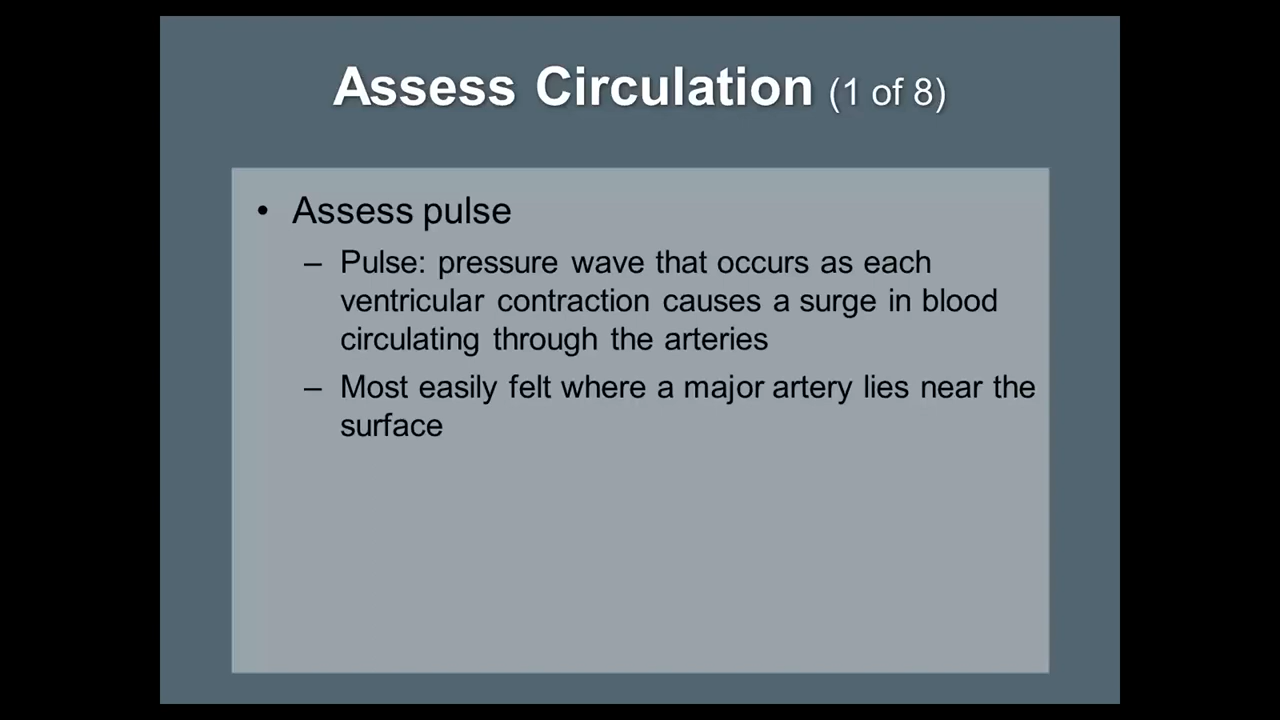 Assess Circulation (1 of 8)
• Assess pulse
– Pulse: pressure wave that occurs as each
ventricular contraction causes a surge in blood
circulating through the arteries
– Most easily felt where a major artery lies near the
surface